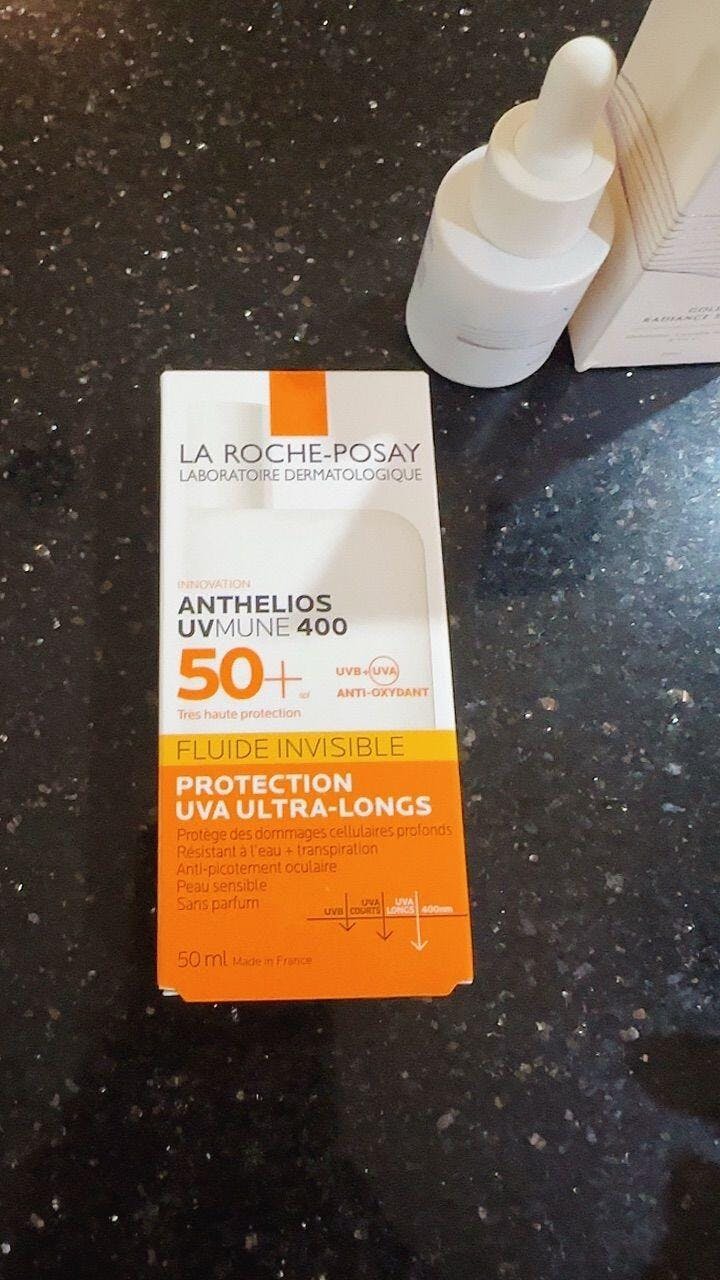 LA ROCHE-POSAY
LABORATOIRE DERMATOLOGIQUE
INNOVATION
ANTHELIOS
UVMUNE 400
50+
Très haute protection
UVB+UVA
ANTI-OXYDANT
FLUIDE INVISIBLE
PROTECTION
UVA ULTRA-LONGS
Protège des dommages cellulaires profonds
Résistant à l'eau + transpiration
Anti-picotement oculaire
Peau sensible
Sans parfum
UVB
UVA COURTS
UVA LONGS
400nm
50 ml Made in France
RADIANCE